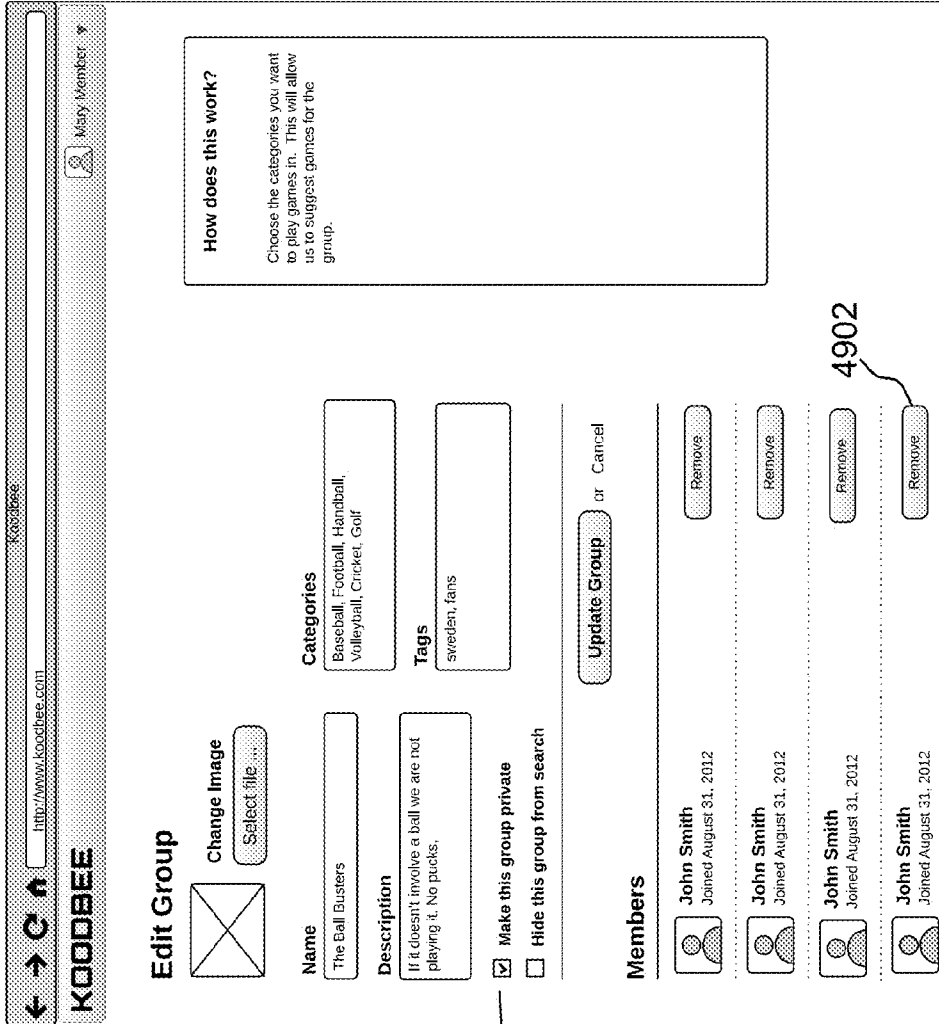 Koodbee
http://www.koodbee.com
KOODBEE
Mary Member
Edit Group
Change Image
Select file ...
Name
The Ball Busters
Description
If it doesn't involve a ball we are not
playing it. No pucks.
Make this group private
Hide this group from search
Categories
Baseball, Football, Handball,
Volleyball, Cricket, Golf
Tags
sweden, fans
Update Group or Cancel
How does this work?
Choose the categories you want
to play games in. This will allow
us to suggest games for the
group.
Members
John Smith
Joined August 31, 2012
Remove
John Smith
Joined August 31, 2012
Remove
John Smith
Joined August 31, 2012
Remove
John Smith
Joined August 31, 2012
Remove
4902